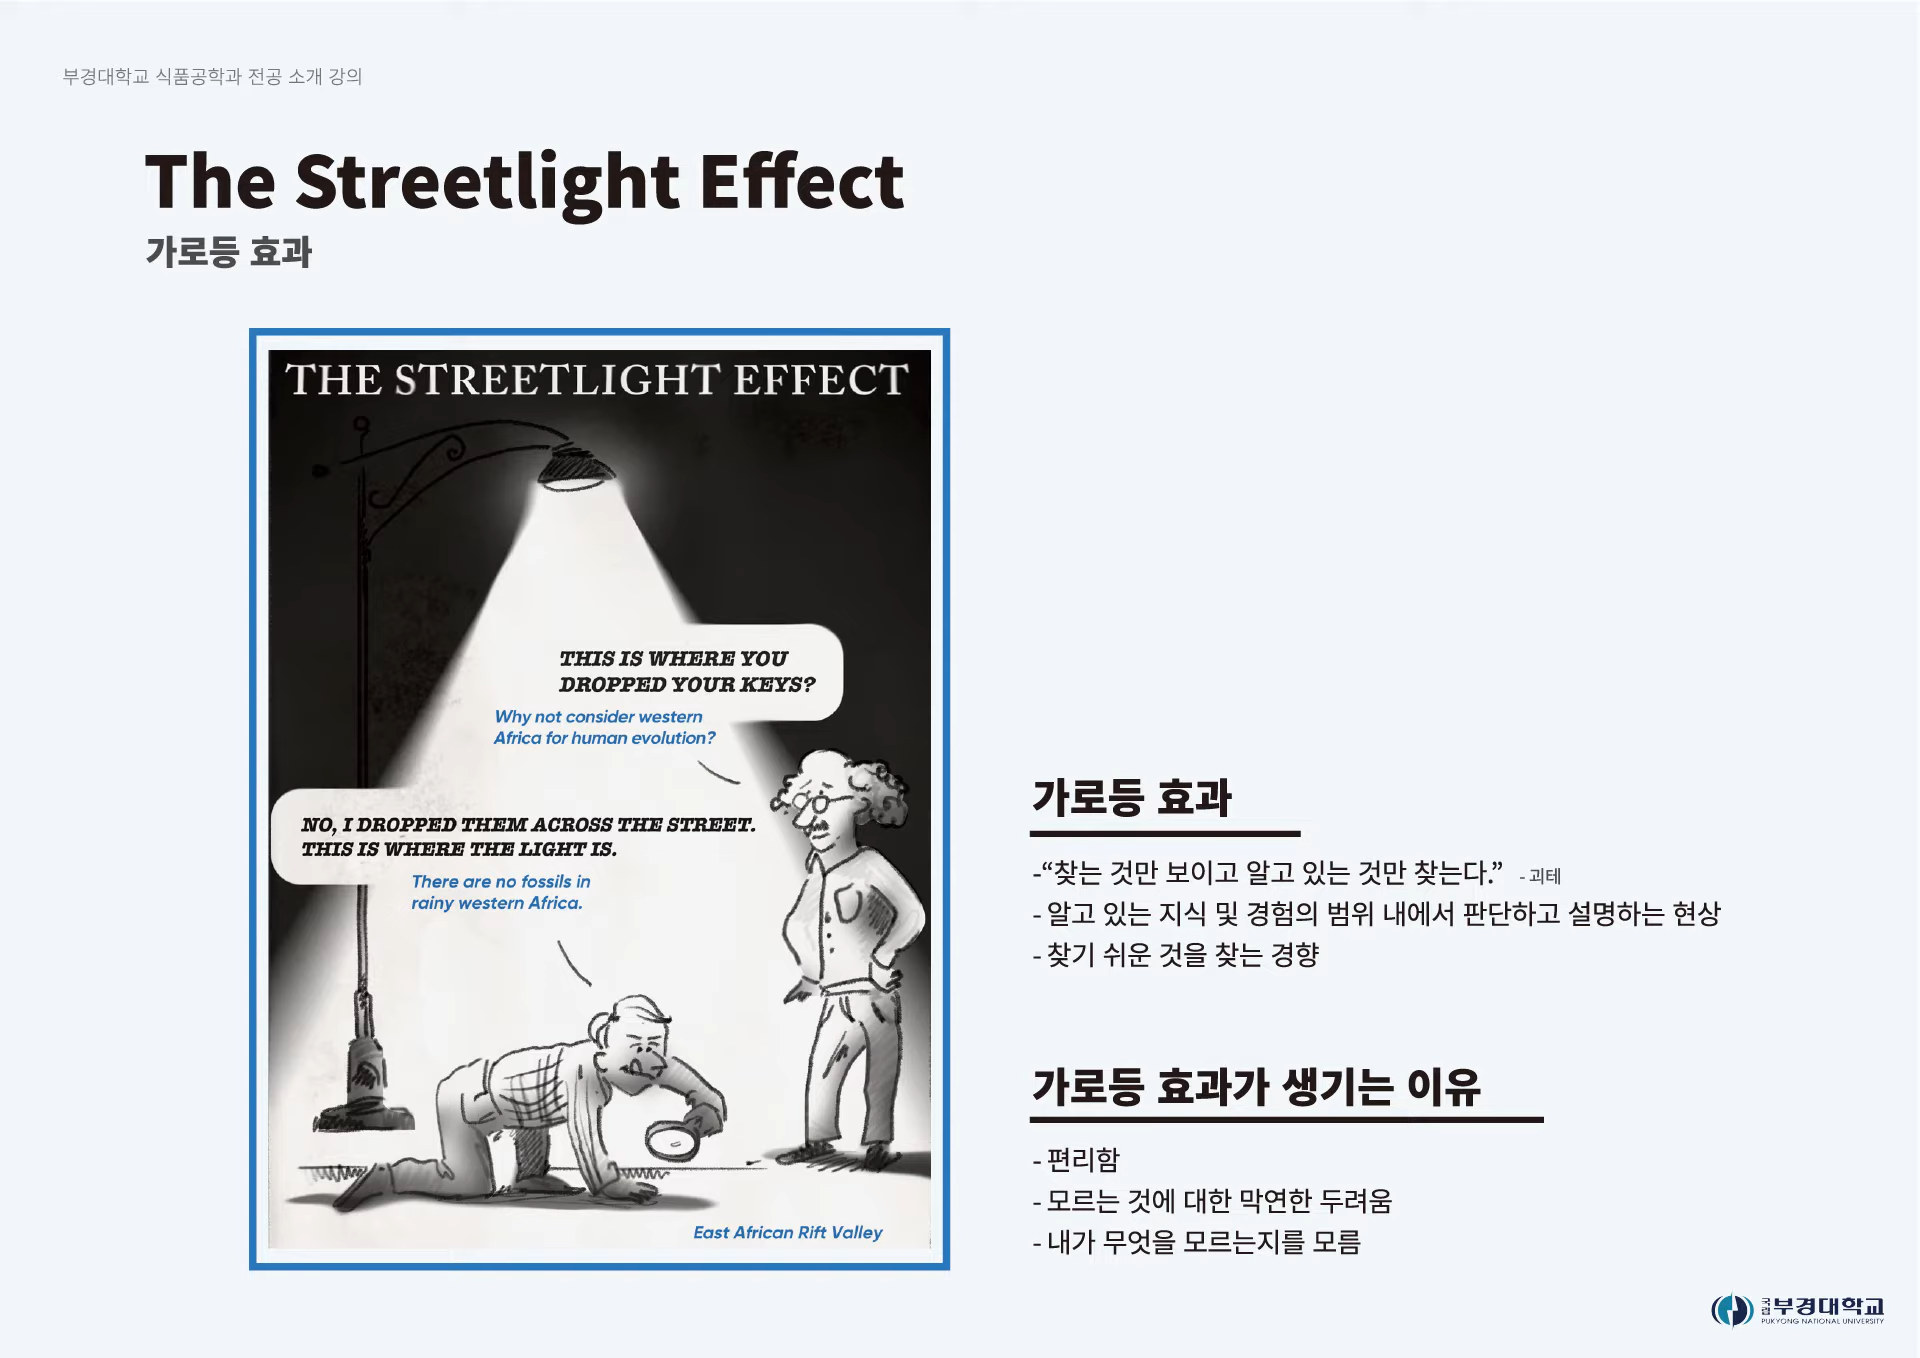 부경대학교 식품공학과 전공 소개 강의
The Streetlight Effect
가로등 효과
THE STREETLIGHT EFFECT
THIS IS WHERE YOU
DROPPED YOUR KEYS?
Why not consider western
Africa for human evolution?
NO, I DROPPED THEM ACROSS THE STREET.
THIS IS WHERE THE LIGHT IS.
There are no fossils in
rainy western Africa.
East African Rift Valley
가로등 효과
-“찾는 것만 보이고 알고 있는 것만 찾는다.” - 괴테
- 알고 있는 지식 및 경험의 범위 내에서 판단하고 설명하는 현상
- 찾기 쉬운 것을 찾는 경향
가로등 효과가 생기는 이유
- 편리함
- 모르는 것에 대한 막연한 두려움
- 내가 무엇을 모르는지를 모름
국립 부경대학교
PUKYONG NATIONAL UNIVERSITY